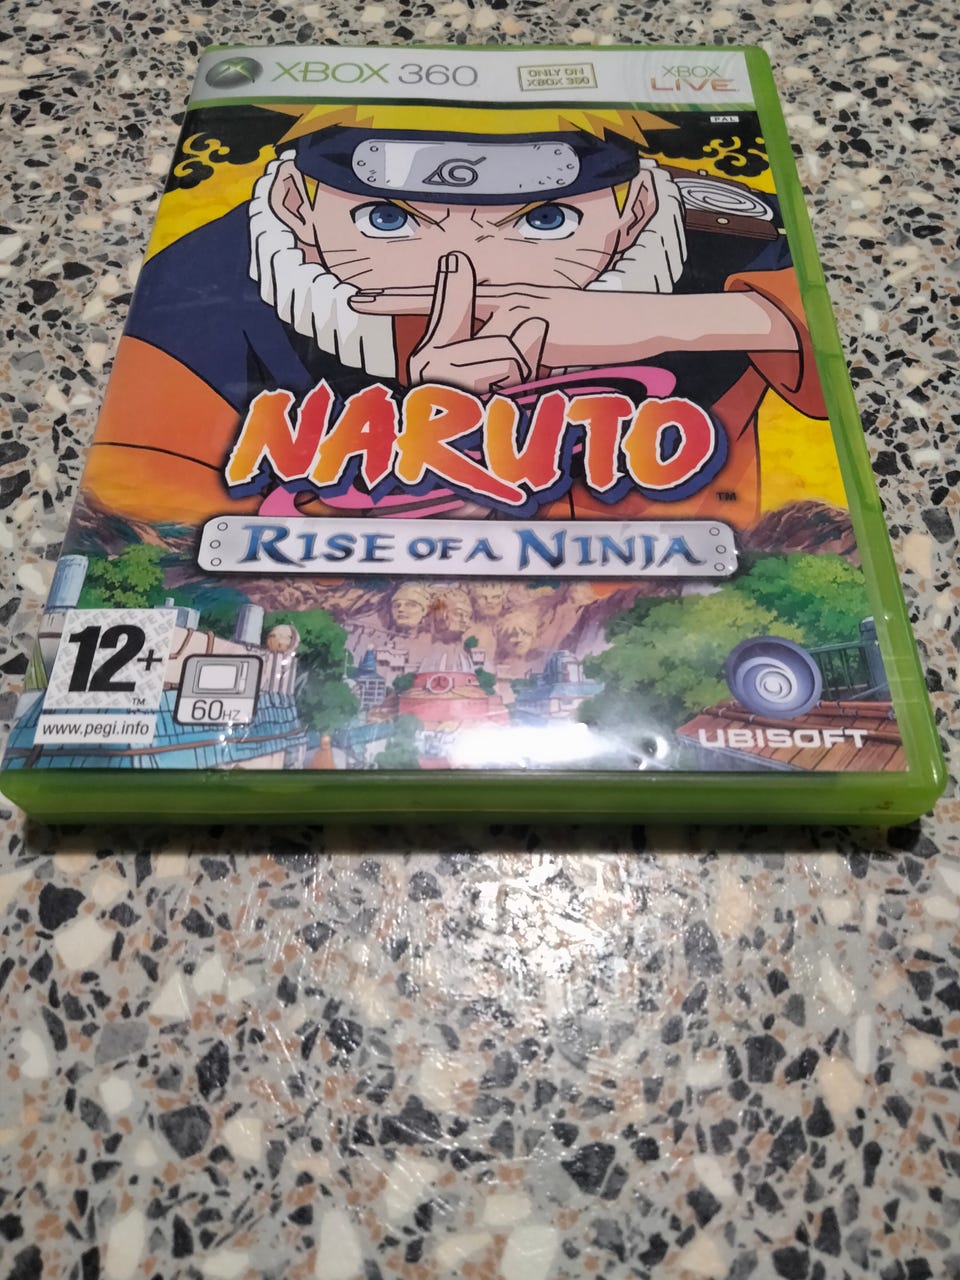 XBOX 360
ONLY ON
XBOX 360
XBOX
LIVE
PAL
NARUTO
TM
RISE OF A NINJA
12+
TM
www.pegi.info
60HZ
UBISOFT